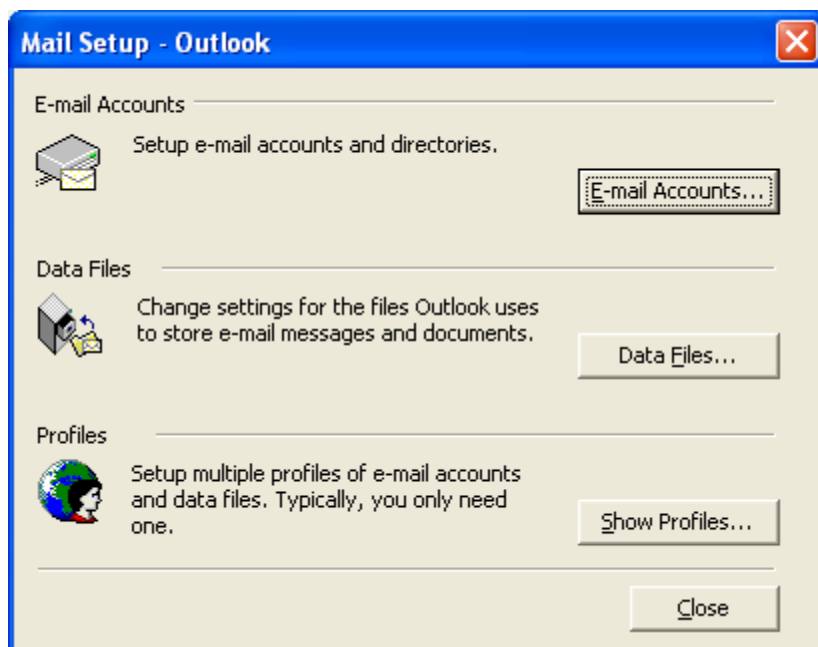 Mail Setup - Outlook
E-mail Accounts
Setup e-mail accounts and directories.
E-mail Accounts...
Data Files
Change settings for the files Outlook uses
to store e-mail messages and documents.
Data Files...
Profiles
Setup multiple profiles of e-mail accounts
and data files. Typically, you only need
one.
Show Profiles...
Close